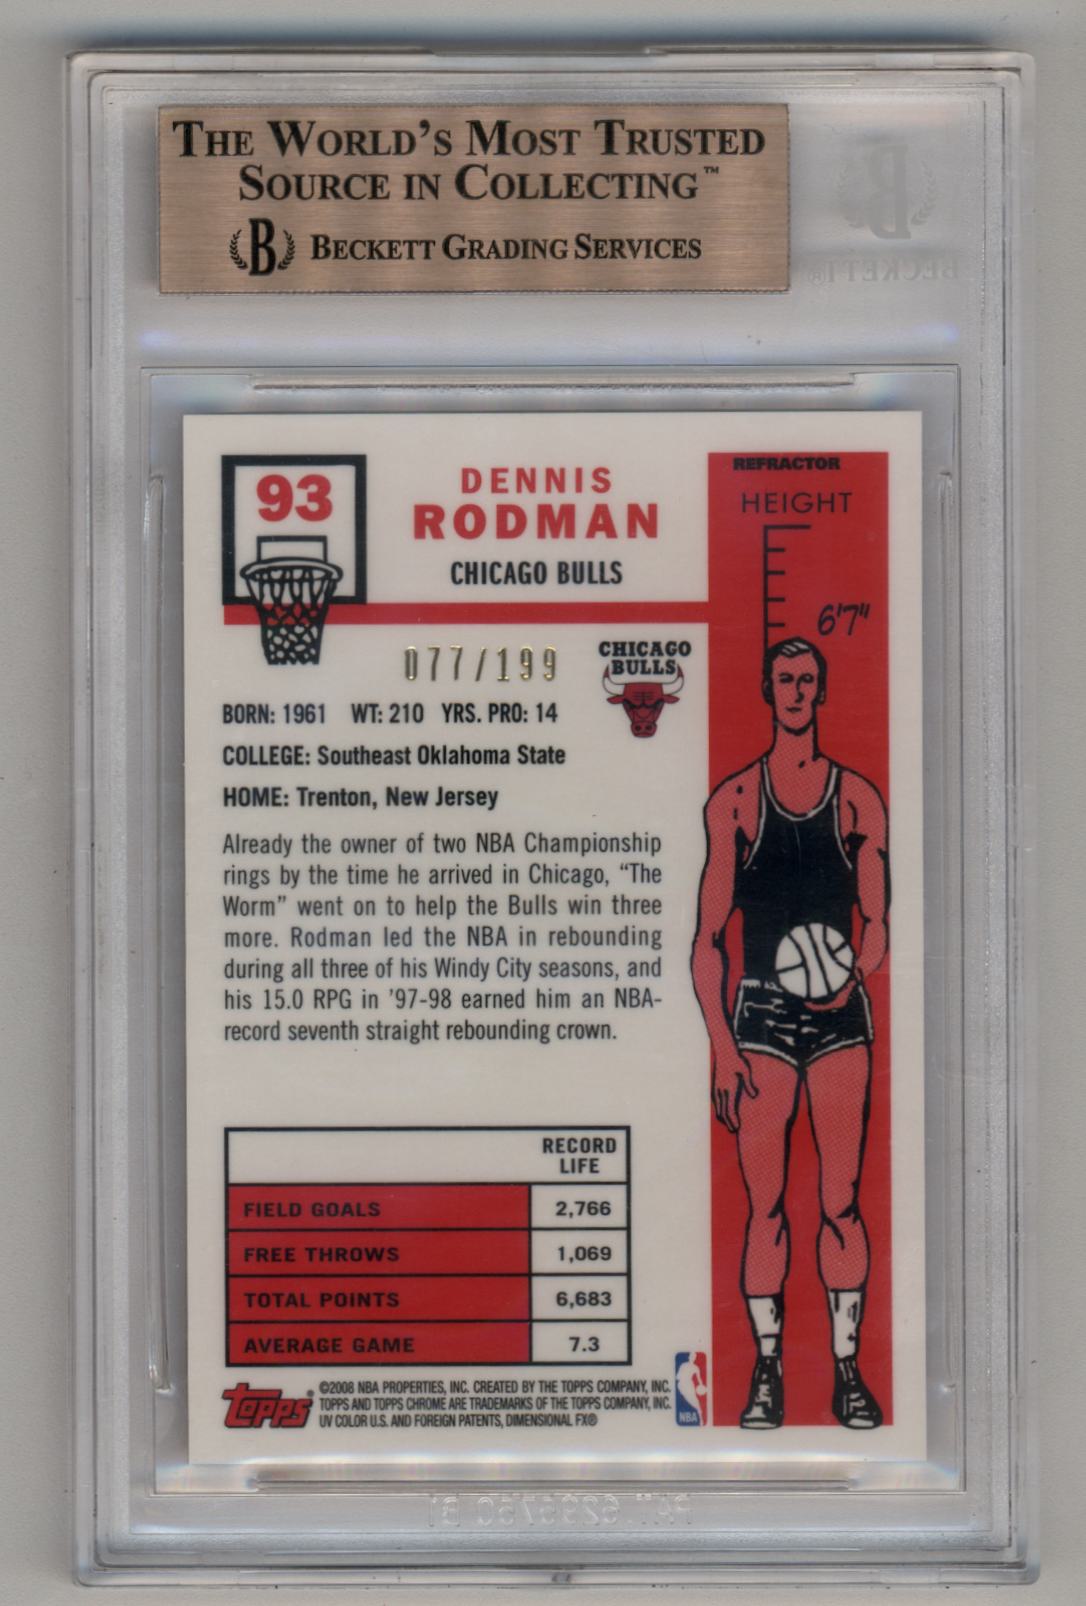 THE WORLD'S MOST TRUSTED
SOURCE IN COLLECTING™
B BECKETT GRADING SERVICES
B
BECKETT®
93
DENNIS
RODMAN
CHICAGO BULLS
REFRACTOR
HEIGHT
6'7"
077/199
CHICAGO
BULLS
BORN: 1961 WT: 210 YRS. PRO: 14
COLLEGE: Southeast Oklahoma State
HOME: Trenton, New Jersey
Already the owner of two NBA Championship
rings by the time he arrived in Chicago, “The
Worm” went on to help the Bulls win three
more. Rodman led the NBA in rebounding
during all three of his Windy City seasons, and
his 15.0 RPG in ’97-98 earned him an NBA-
record seventh straight rebounding crown.
RECORD
LIFE
FIELD GOALS 2,766
FREE THROWS 1,069
TOTAL POINTS 6,683
AVERAGE GAME 7.3
topps®
©2008 NBA PROPERTIES, INC. CREATED BY THE TOPPS COMPANY, INC.
TOPPS AND TOPPS CHROME ARE TRADEMARKS OF THE TOPPS COMPANY, INC.
UV COLOR U.S. AND FOREIGN PATENTS, DIMENSIONAL FX®
NBA
PAT. 6295750 B1